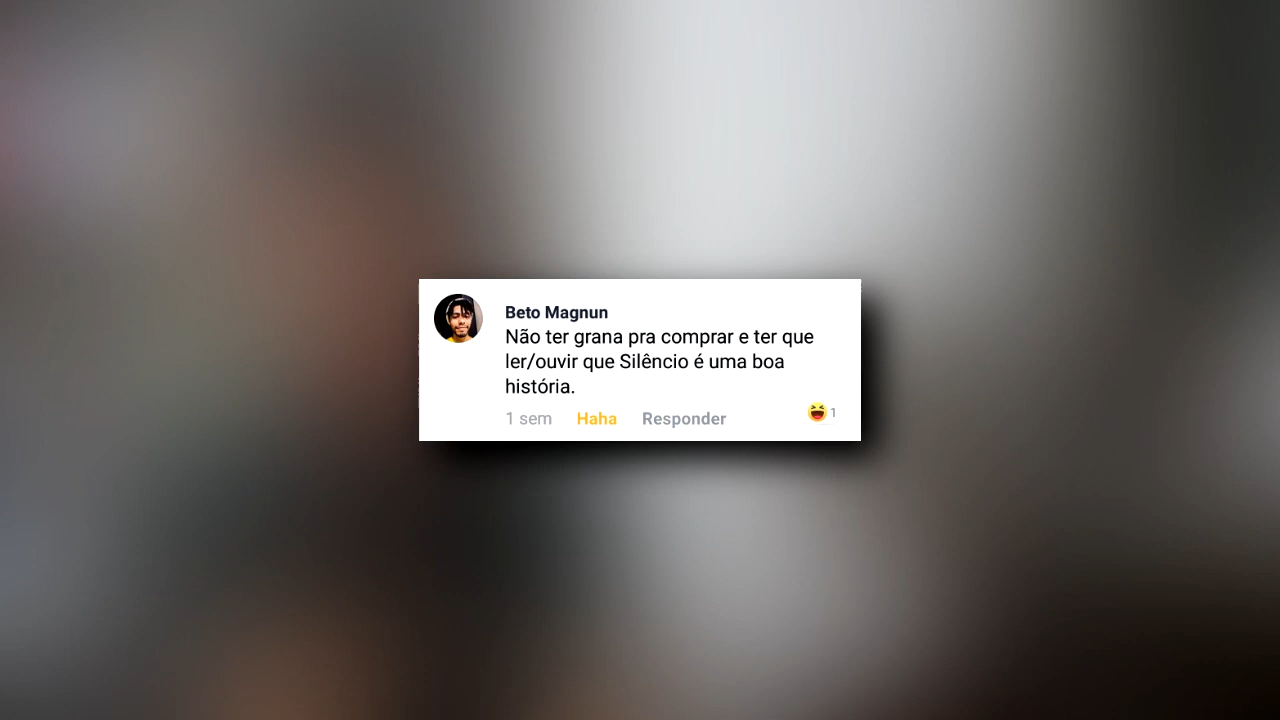 Beto Magnun
Não ter grana pra comprar e ter que
ler/ouvir que Silêncio é uma boa
história.
1 sem Haha Responder 1